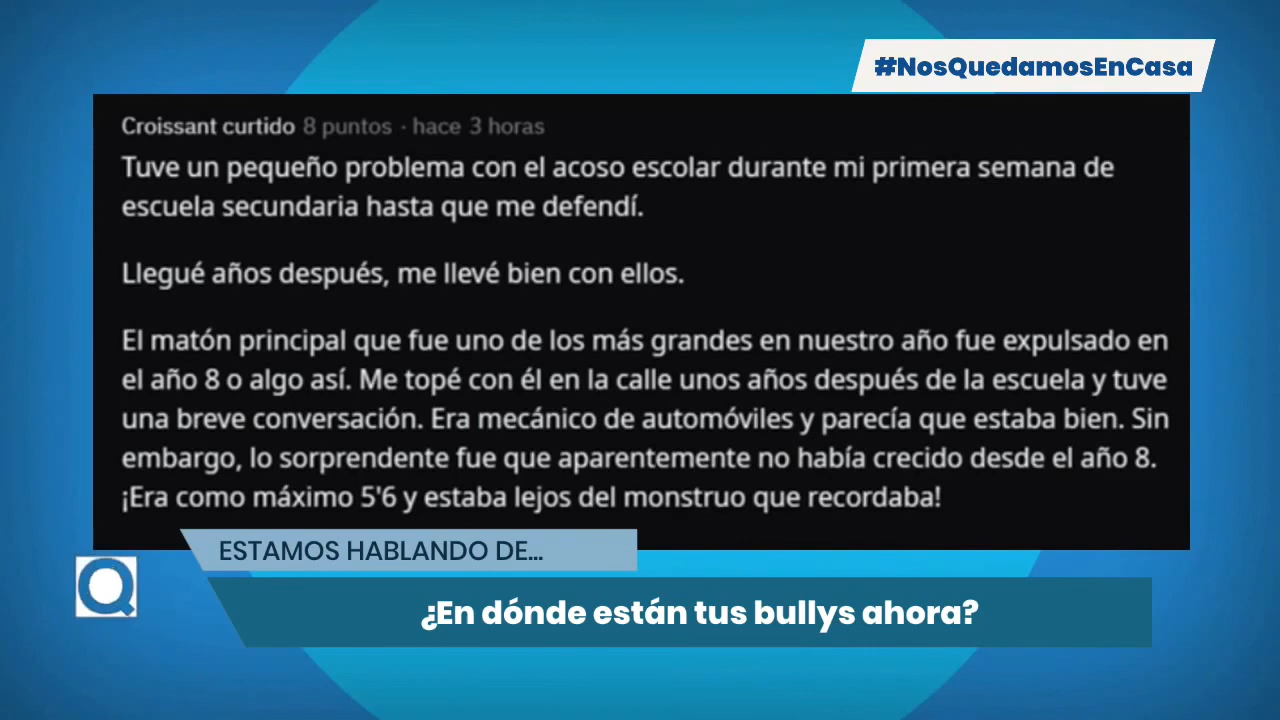 #NosQuedamosEnCasa
Croissant curtido 8 puntos · hace 3 horas
Tuve un pequeño problema con el acoso escolar durante mi primera semana de
escuela secundaria hasta que me defendí.
Llegué años después, me llevé bien con ellos.
El matón principal que fue uno de los más grandes en nuestro año fue expulsado en
el año 8 o algo así. Me topé con él en la calle unos años después de la escuela y tuve
una breve conversación. Era mecánico de automóviles y parecía que estaba bien. Sin
embargo, lo sorprendente fue que aparentemente no había crecido desde el año 8.
¡Era como máximo 5'6 y estaba lejos del monstruo que recordaba!
ESTAMOS HABLANDO DE...
Q
¿En dónde están tus bullys ahora?